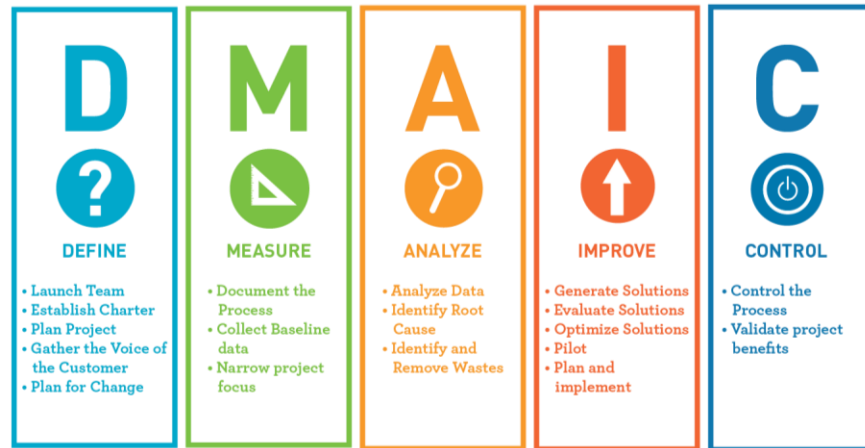 D
DEFINE
• Launch Team
• Establish Charter
• Plan Project
• Gather the Voice of
the Customer
• Plan for Change
M
MEASURE
• Document the
Process
• Collect Baseline
data
• Narrow project
focus
A
ANALYZE
• Analyze Data
• Identify Root
Cause
• Identify and
Remove Wastes
I
IMPROVE
• Generate Solutions
• Evaluate Solutions
• Optimize Solutions
• Pilot
• Plan and
implement
C
CONTROL
• Control the
Process
• Validate project
benefits